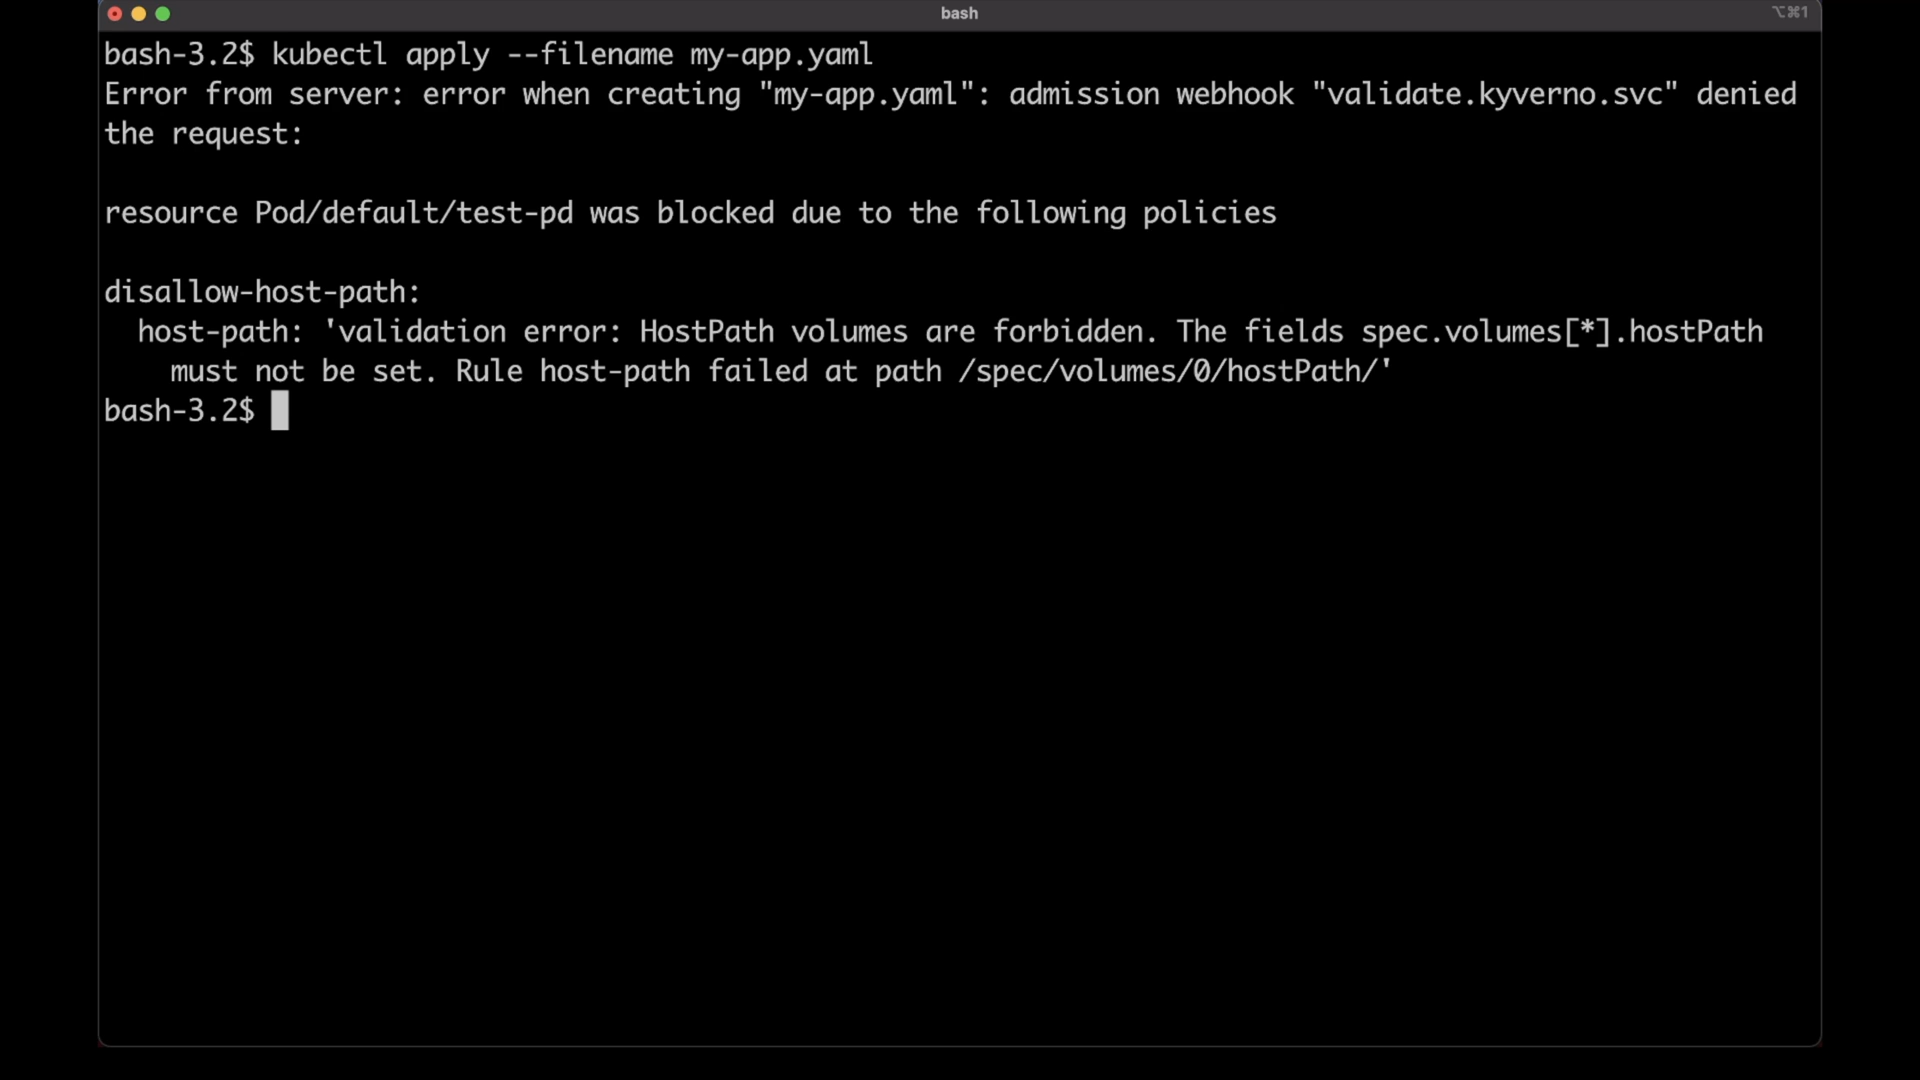 bash
⌥⌘1
bash-3.2$ kubectl apply --filename my-app.yaml
Error from server: error when creating "my-app.yaml": admission webhook "validate.kyverno.svc" denied
the request:
resource Pod/default/test-pd was blocked due to the following policies
disallow-host-path:
  host-path: 'validation error: HostPath volumes are forbidden. The fields spec.volumes[*].hostPath
    must not be set. Rule host-path failed at path /spec/volumes/0/hostPath/'
bash-3.2$